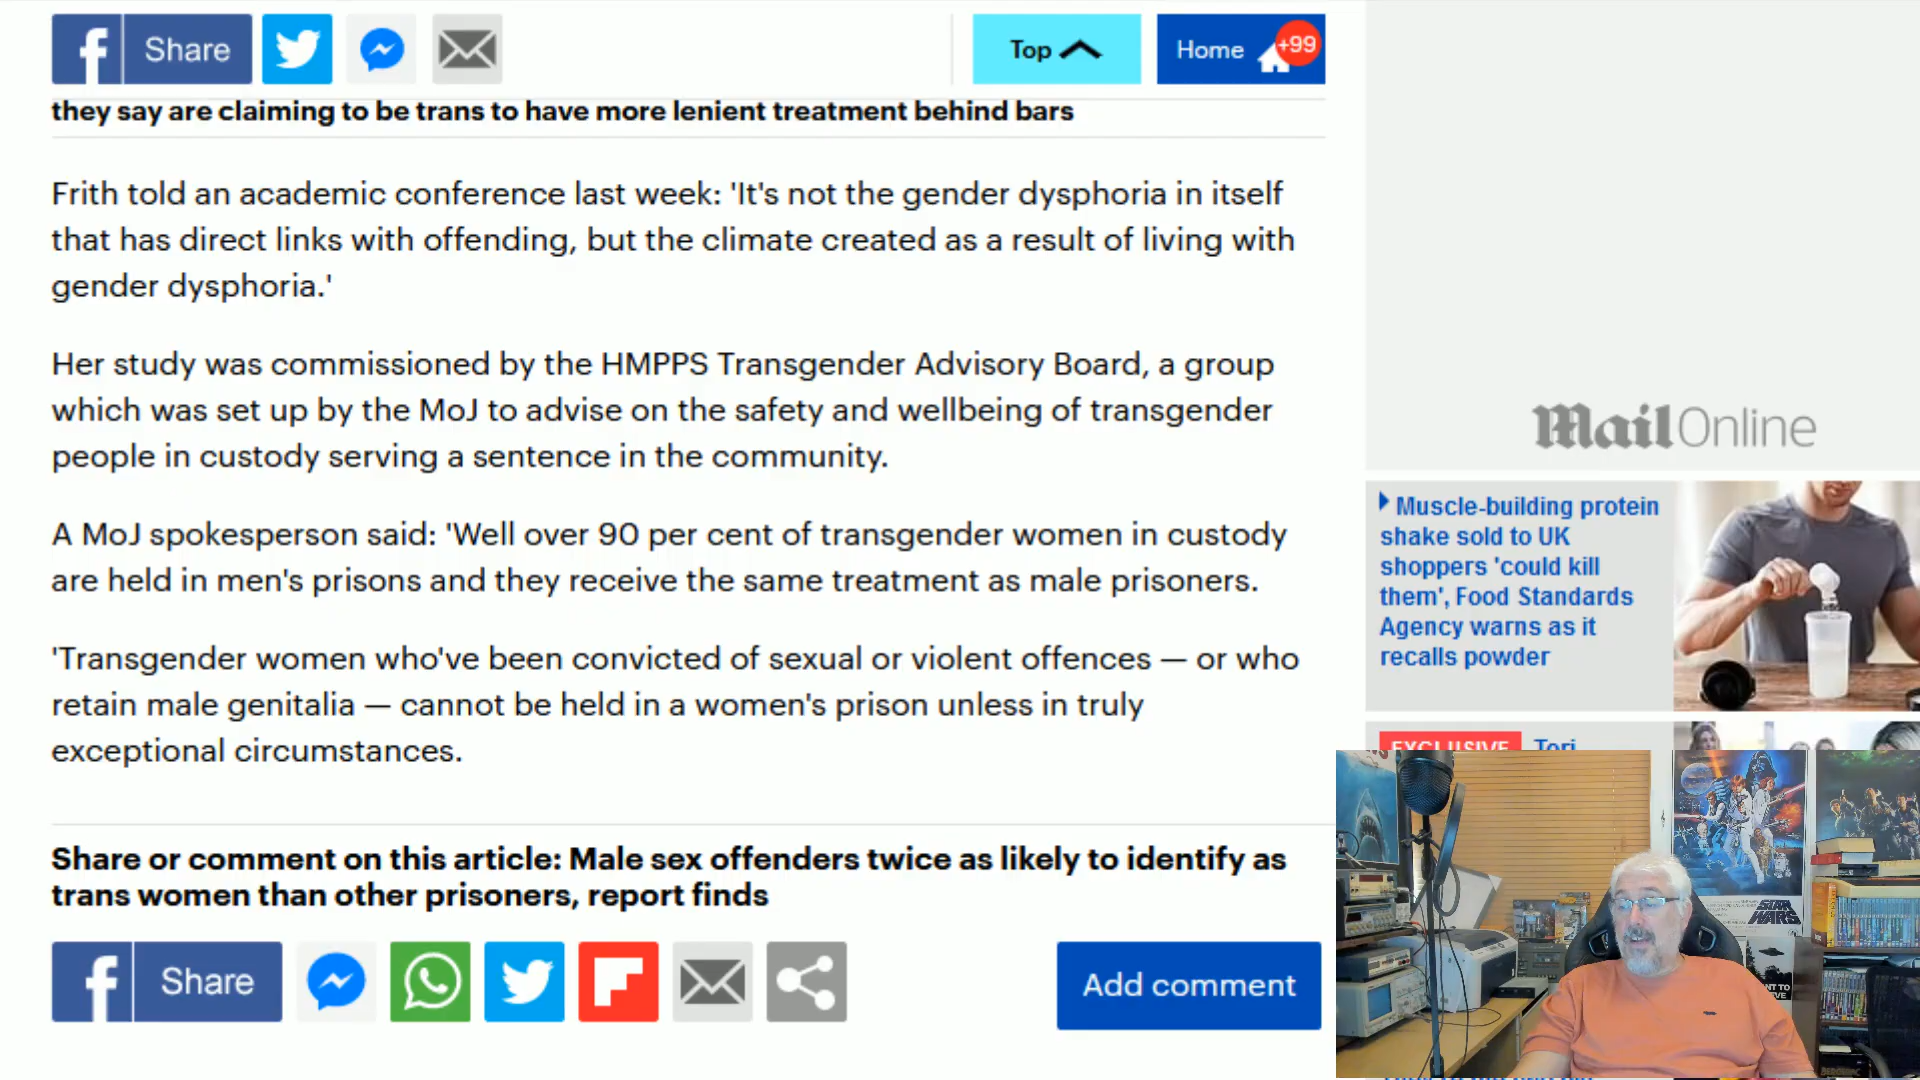 Share
Top
Home
+99
they say are claiming to be trans to have more lenient treatment behind bars
Frith told an academic conference last week: 'It's not the gender dysphoria in itself
that has direct links with offending, but the climate created as a result of living with
gender dysphoria.'
Her study was commissioned by the HMPPS Transgender Advisory Board, a group
which was set up by the MoJ to advise on the safety and wellbeing of transgender
people in custody serving a sentence in the community.
A MoJ spokesperson said: 'Well over 90 per cent of transgender women in custody
are held in men's prisons and they receive the same treatment as male prisoners.
'Transgender women who've been convicted of sexual or violent offences — or who
retain male genitalia — cannot be held in a women's prison unless in truly
exceptional circumstances.
Share or comment on this article: Male sex offenders twice as likely to identify as
trans women than other prisoners, report finds
Share
Add comment
Mail Online
Muscle-building protein
shake sold to UK
shoppers 'could kill
them', Food Standards
Agency warns as it
recalls powder
EXCLUSIVE Tori
STAR
WARS